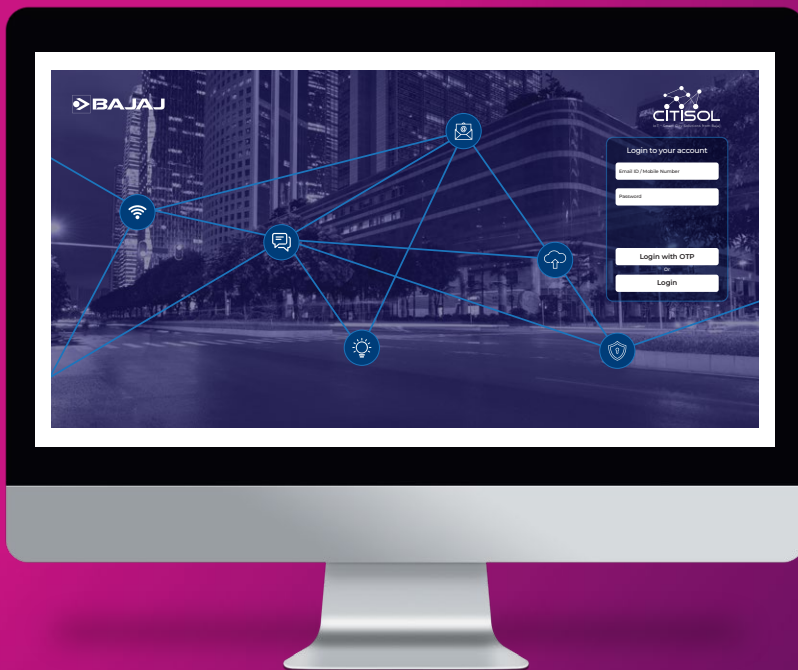 BAJAJ
CITISOL
Login to your account
Email ID / Mobile Number
Password
Login with OTP
Or
Login